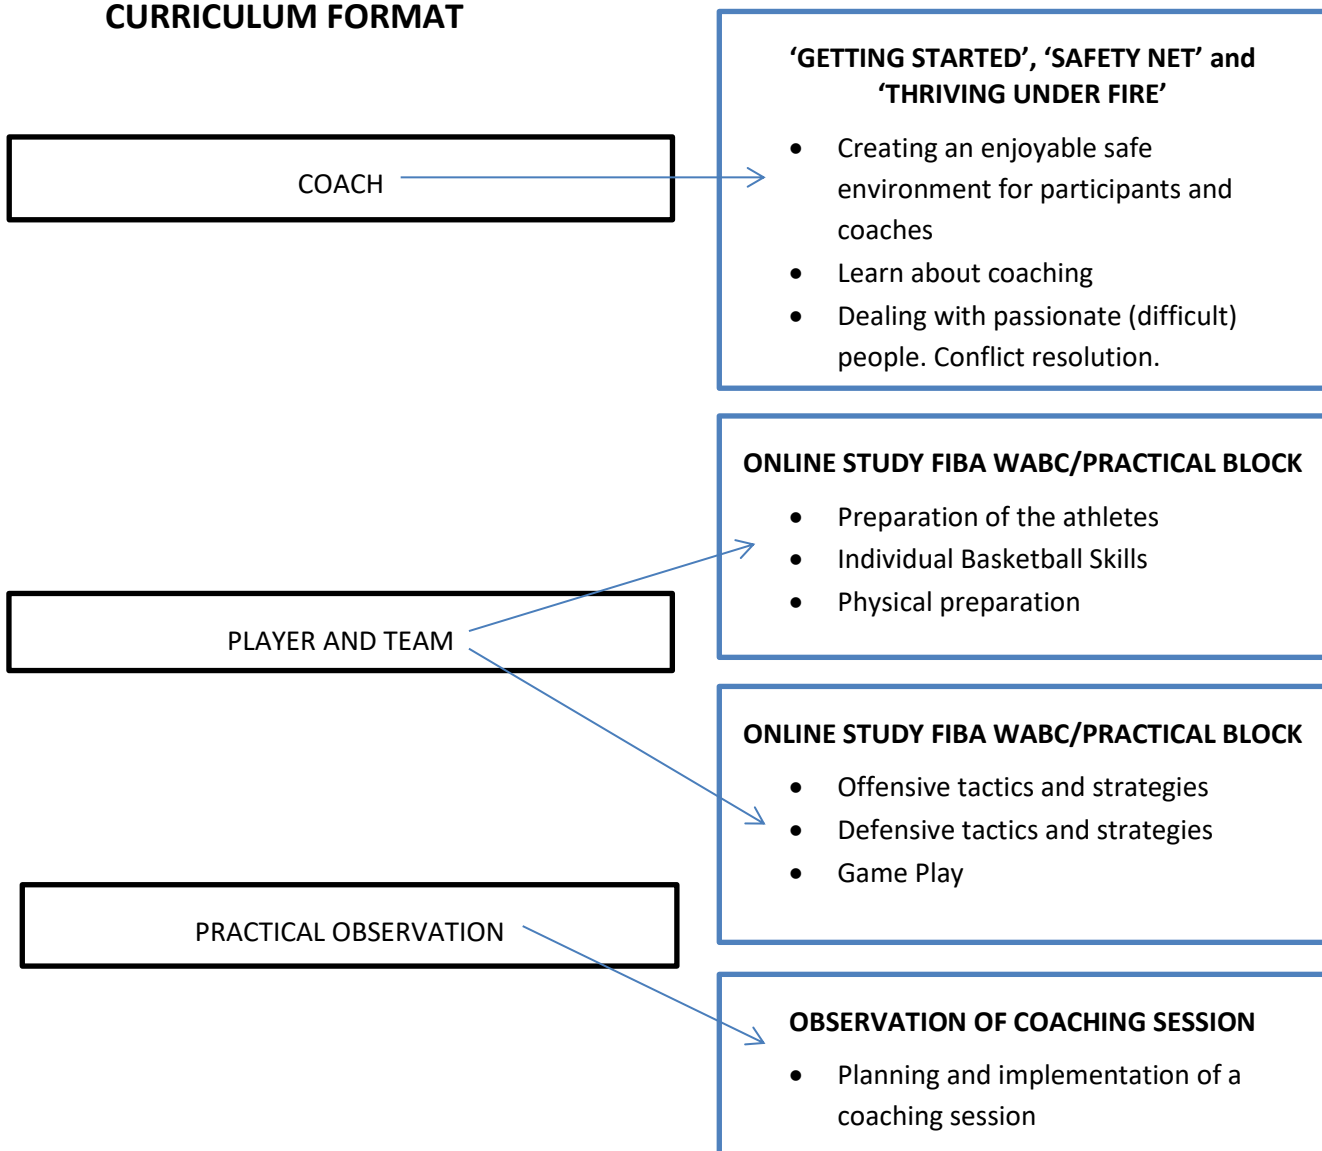 CURRICULUM FORMAT
‘GETTING STARTED’, ‘SAFETY NET’ and
‘THRIVING UNDER FIRE’
• Creating an enjoyable safe
environment for participants and
coaches
• Learn about coaching
• Dealing with passionate (difficult)
people. Conflict resolution.
COACH
ONLINE STUDY FIBA WABC/PRACTICAL BLOCK
• Preparation of the athletes
• Individual Basketball Skills
• Physical preparation
PLAYER AND TEAM
ONLINE STUDY FIBA WABC/PRACTICAL BLOCK
• Offensive tactics and strategies
• Defensive tactics and strategies
• Game Play
PRACTICAL OBSERVATION
OBSERVATION OF COACHING SESSION
• Planning and implementation of a
coaching session